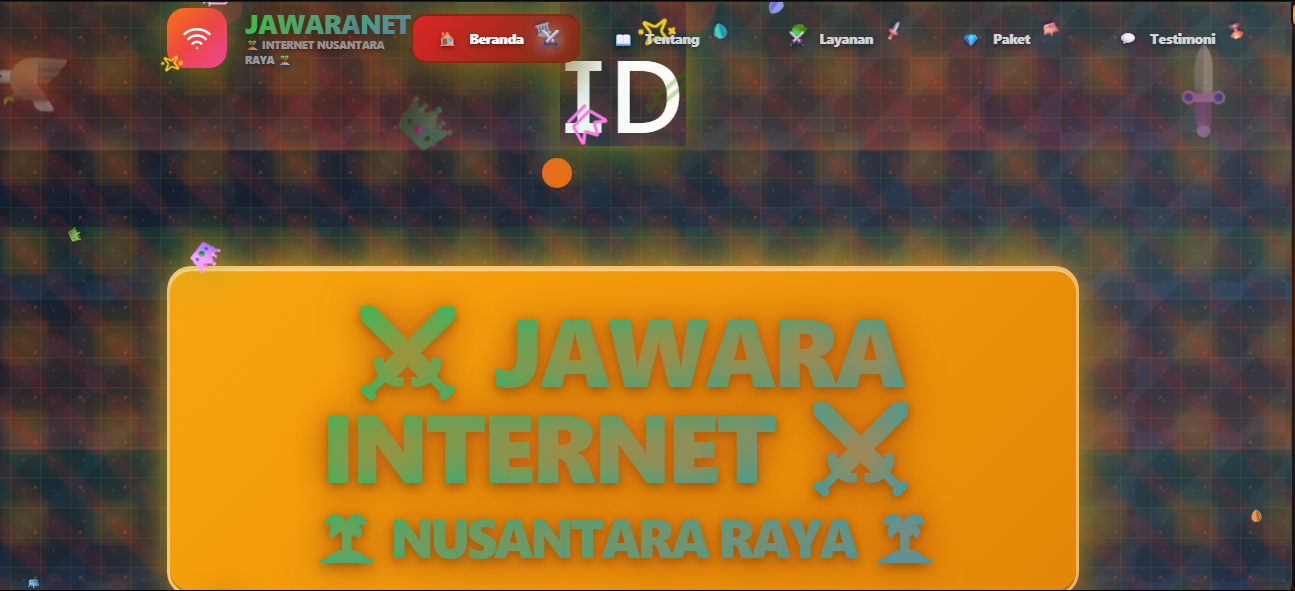 JAWARANET
INTERNET NUSANTARA
RAYA
Beranda
Tentang
Layanan
Paket
Testimoni
ID
JAWARA
INTERNET
NUSANTARA RAYA